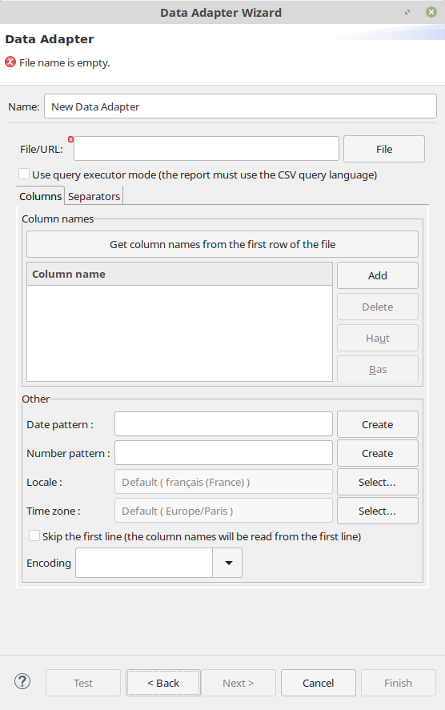 Data Adapter Wizard
Data Adapter
File name is empty.
Name: New Data Adapter
File/URL: File
Use query executor mode (the report must use the CSV query language)
Columns Separators
Column names
Get column names from the first row of the file
Column name Add
Delete
Haut
Bas
Other
Date pattern : Create
Number pattern : Create
Locale : Default ( français (France) ) Select...
Time zone : Default ( Europe/Paris ) Select...
Skip the first line (the column names will be read from the first line)
Encoding
? Test < Back Next > Cancel Finish